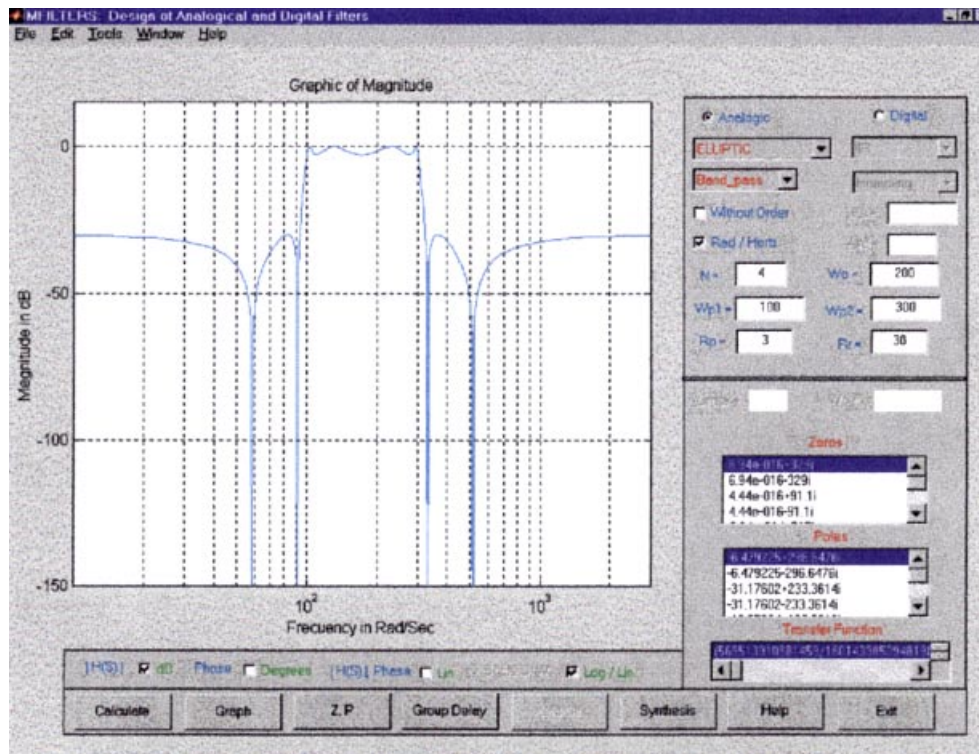 MFILTERS: Design of Analogical and Digital Filters
File Edit Tools Window Help
Graphic of Magnitude
Magnitude in dB
0
-50
-100
-150
10^2
10^3
Frecuency in Rad/Sec
Analogic
Digital
ELLIPTIC
Band_pass
Without Order
Rad / Hertz
N =
4
Wo =
200
Wp1 =
100
Wp2 =
300
Rp =
3
Rr =
30
Zeros
6.94e-016-329i
4.44e-016+91.1i
4.44e-016-91.1i
Poles
-6.479225+296.6476i
-6.479225-296.6476i
-31.17602+233.3614i
-31.17602-233.3614i
Transfer Function
| H(S) | dB Phase Degrees | H(S) | Phase Lin Log / Lin
Calculate Graph Z, P Group Delay Synthesis Help Exit